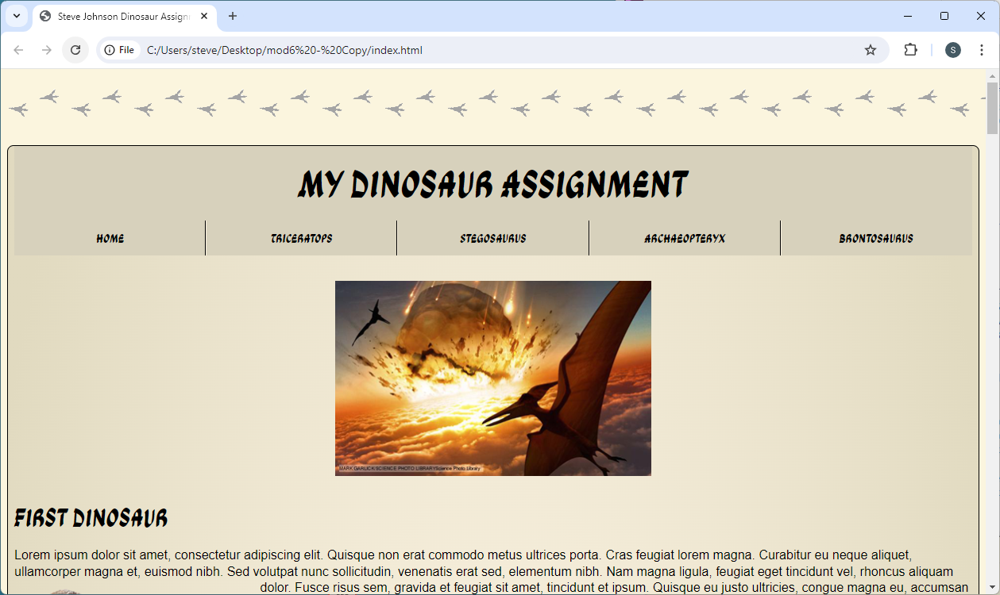 Steve Johnson Dinosaur Assign
File
C:/Users/steve/Desktop/mod6%20-%20Copy/index.html
S
MY DINOSAUR ASSIGNMENT
HOME
TRICERATOPS
STEGOSAURUS
ARCHAEOPTERYX
BRONTOSAURUS
MARK GARLICK/SCIENCE PHOTO LIBRARY/Science Photo Library
FIRST DINOSAUR
Lorem ipsum dolor sit amet, consectetur adipiscing elit. Quisque non erat commodo metus ultrices porta. Cras feugiat lorem magna. Curabitur eu neque aliquet,
ullamcorper magna et, euismod nibh. Sed volutpat nunc sollicitudin, venenatis erat sed, elementum nibh. Nam magna ligula, feugiat eget tincidunt vel, rhoncus aliquam
dolor. Fusce risus sem, gravida et feugiat sit amet, tincidunt et ipsum. Quisque eu justo ultricies, congue magna eu, accumsan